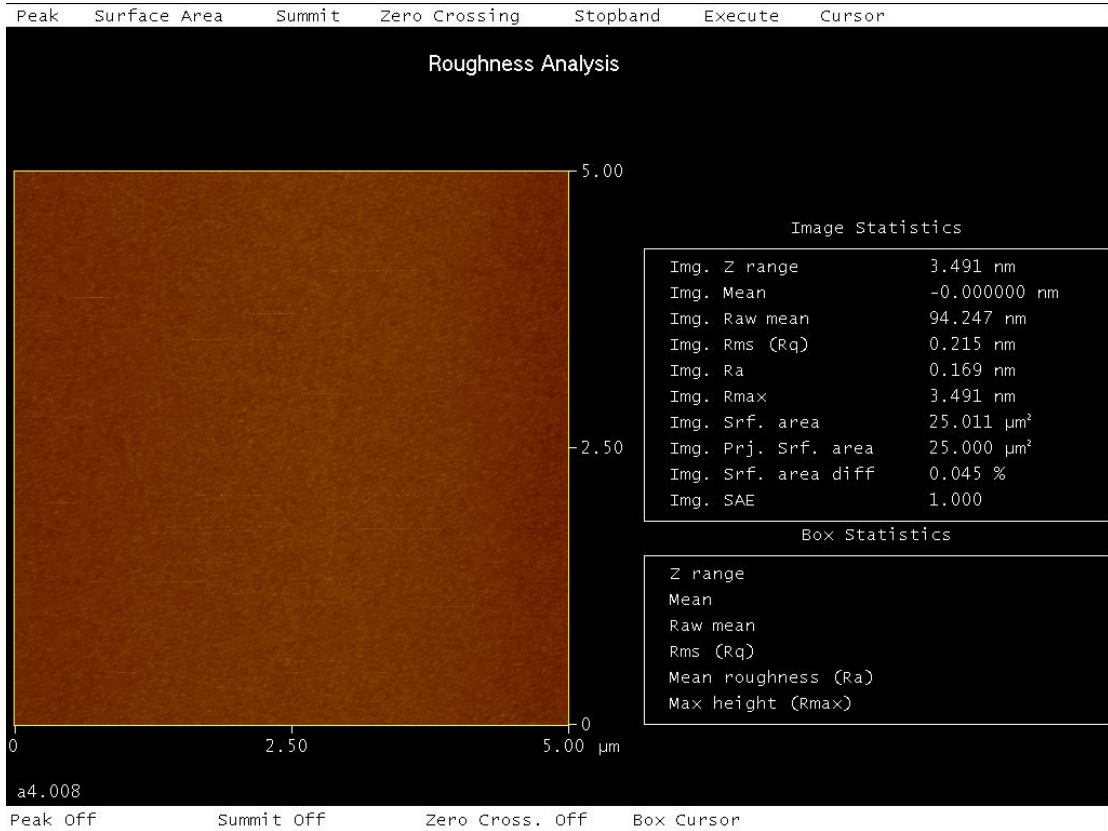 Peak Surface Area Summit Zero Crossing Stopband Execute Cursor
Roughness Analysis
5.00
2.50
0
0 2.50 5.00 µm
Image Statistics
Img. Z range 3.491 nm
Img. Mean -0.000000 nm
Img. Raw mean 94.247 nm
Img. Rms (Rq) 0.215 nm
Img. Ra 0.169 nm
Img. Rmax 3.491 nm
Img. Srf. area 25.011 µm²
Img. Prj. Srf. area 25.000 µm²
Img. Srf. area diff 0.045 %
Img. SAE 1.000
Box Statistics
Z range
Mean
Raw mean
Rms (Rq)
Mean roughness (Ra)
Max height (Rmax)
a4.008
Peak Off Summit Off Zero Cross. Off Box Cursor